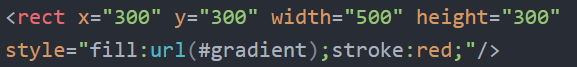 <rect x="300" y="300" width="500" height="300"
style="fill:url(#gradient);stroke:red;"/>